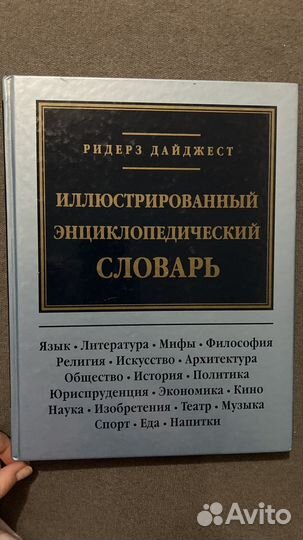 РИДЕРЗ ДАЙДЖЕСТ
ИЛЛЮСТРИРОВАННЫЙ
ЭНЦИКЛОПЕДИЧЕСКИЙ
СЛОВАРЬ
Язык • Литература • Мифы • Философия
Религия • Искусство • Архитектура
Общество • История • Политика
Юриспруденция • Экономика • Кино
Наука • Изобретения • Театр • Музыка
Спорт • Еда • Напитки
Avito